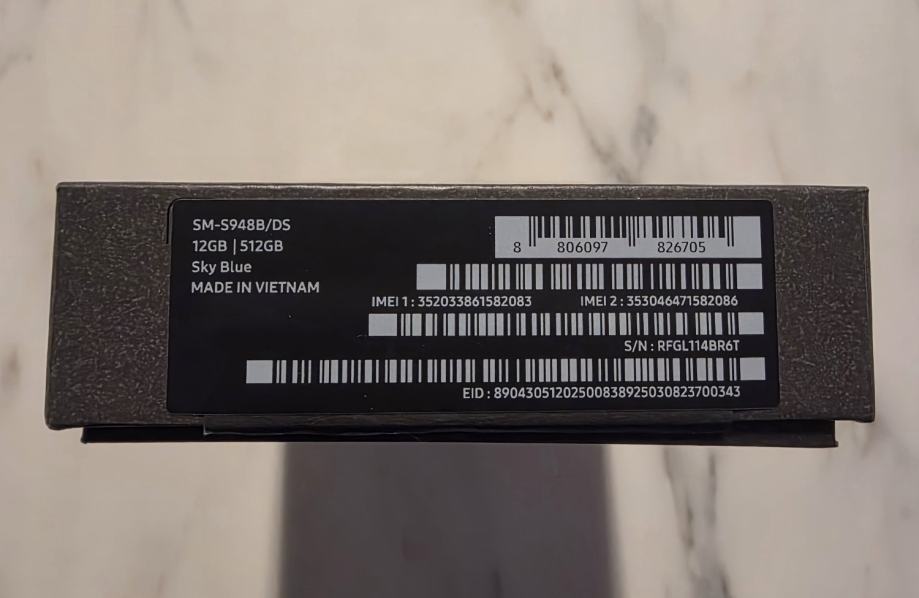 SM-S948B/DS
12GB | 512GB
Sky Blue
MADE IN VIETNAM
8 806097 826705
IMEI 1 : 352033861582083 IMEI 2 : 353046471582086
S/N : RFGL114BR6T
EID : 89043051202500838925030823700343